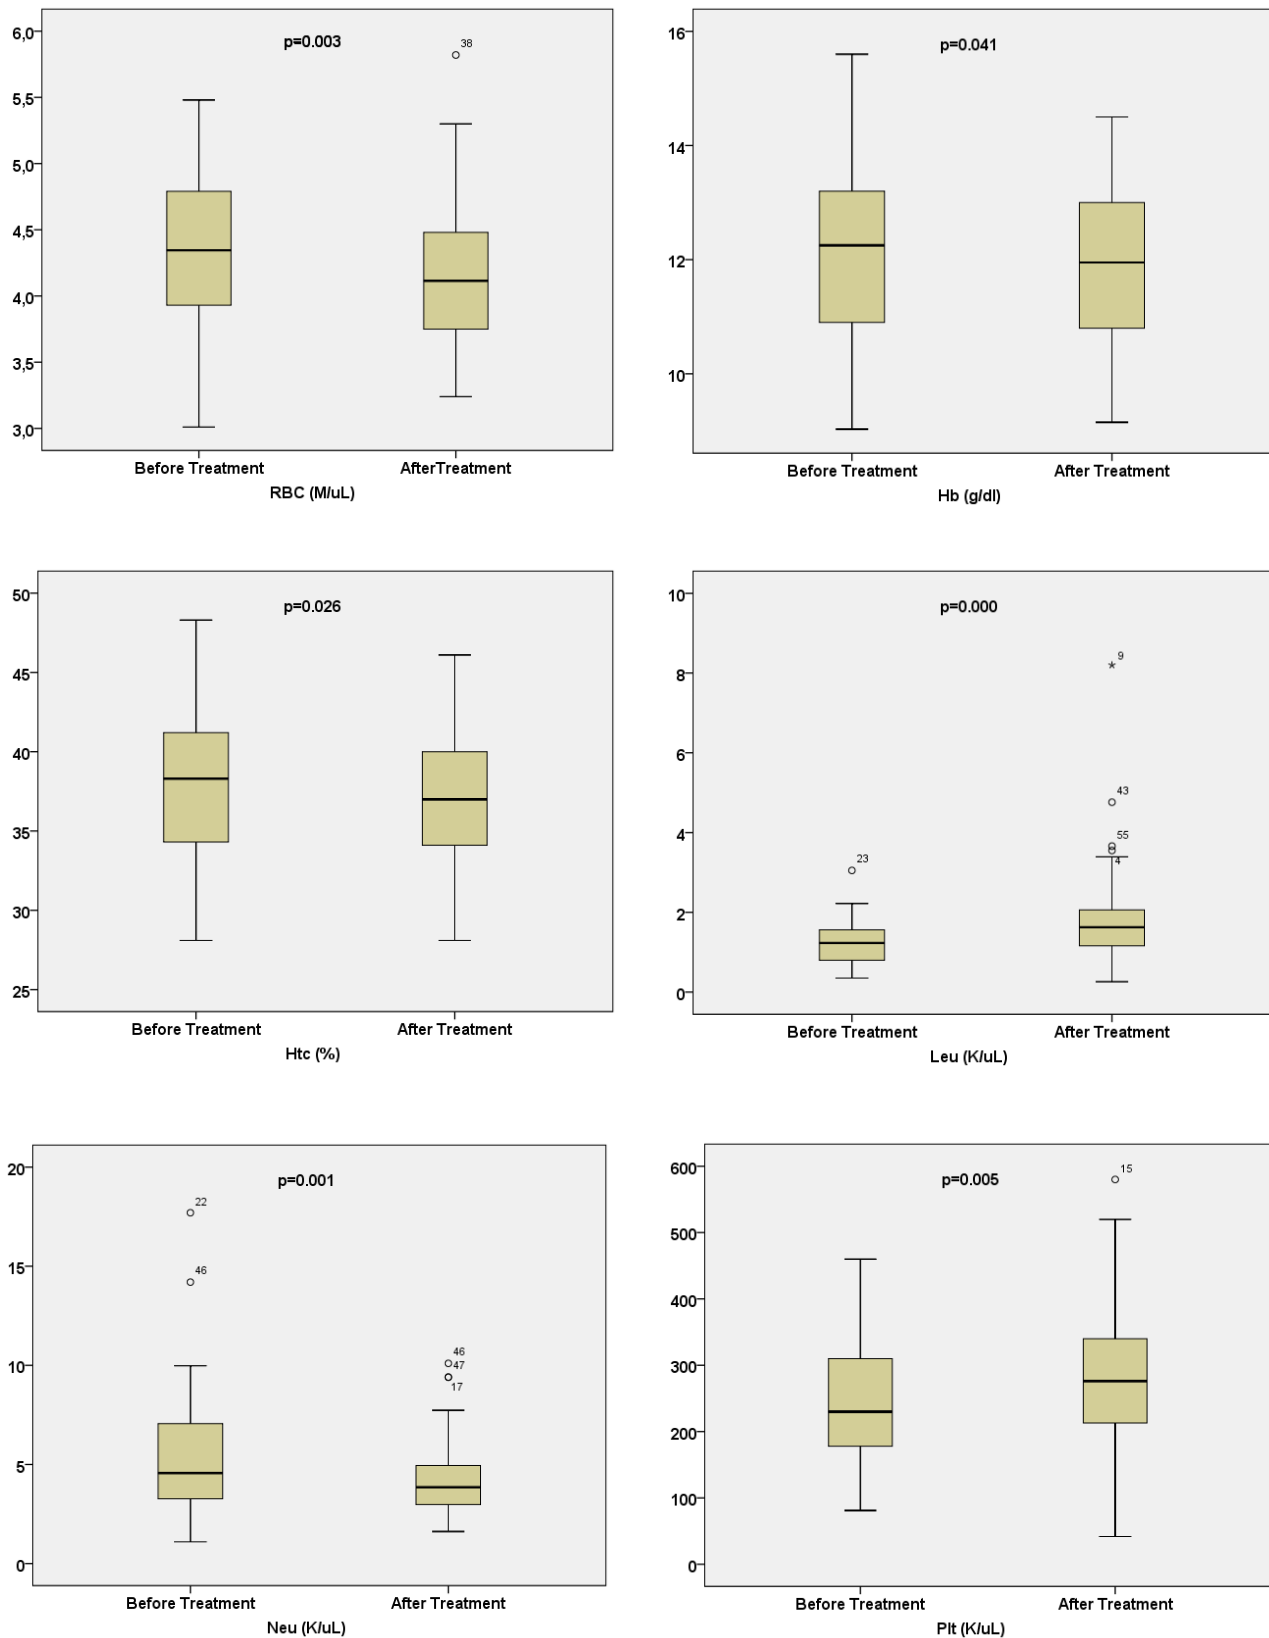 6,0
p=0.003
38
5,5
5,0
4,5
4,0
3,5
3,0
Before Treatment
AfterTreatment
RBC (M/uL)
16
p=0.041
14
12
10
Before Treatment
After Treatment
Hb (g/dl)
50
p=0.026
45
40
35
30
25
Before Treatment
After Treatment
Htc (%)
10
p=0.000
9
8
6
43
4
55
4
23
2
0
Before Treatment
After Treatment
Leu (K/uL)
20
p=0.001
22
15
46
10
46
47
17
5
0
Before Treatment
After Treatment
Neu (K/uL)
600
p=0.005
15
500
400
300
200
100
0
Before Treatment
After Treatment
Plt (K/uL)